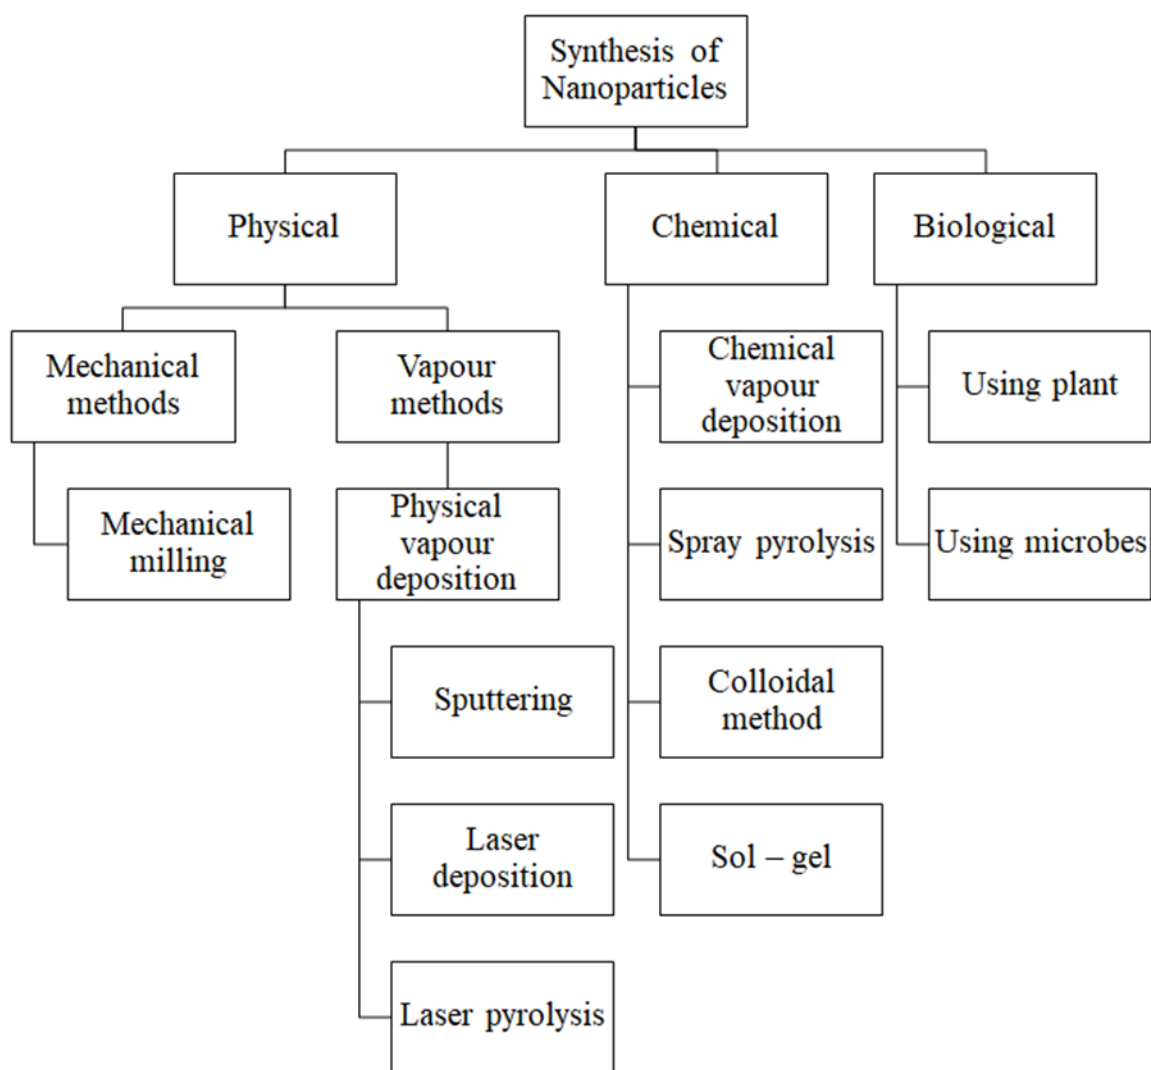 Synthesis of
Nanoparticles
Physical
Chemical
Biological
Mechanical
methods
Vapour
methods
Chemical
vapour
deposition
Using plant
Mechanical
milling
Physical
vapour
deposition
Spray pyrolysis
Using microbes
Sputtering
Colloidal
method
Laser
deposition
Sol – gel
Laser pyrolysis